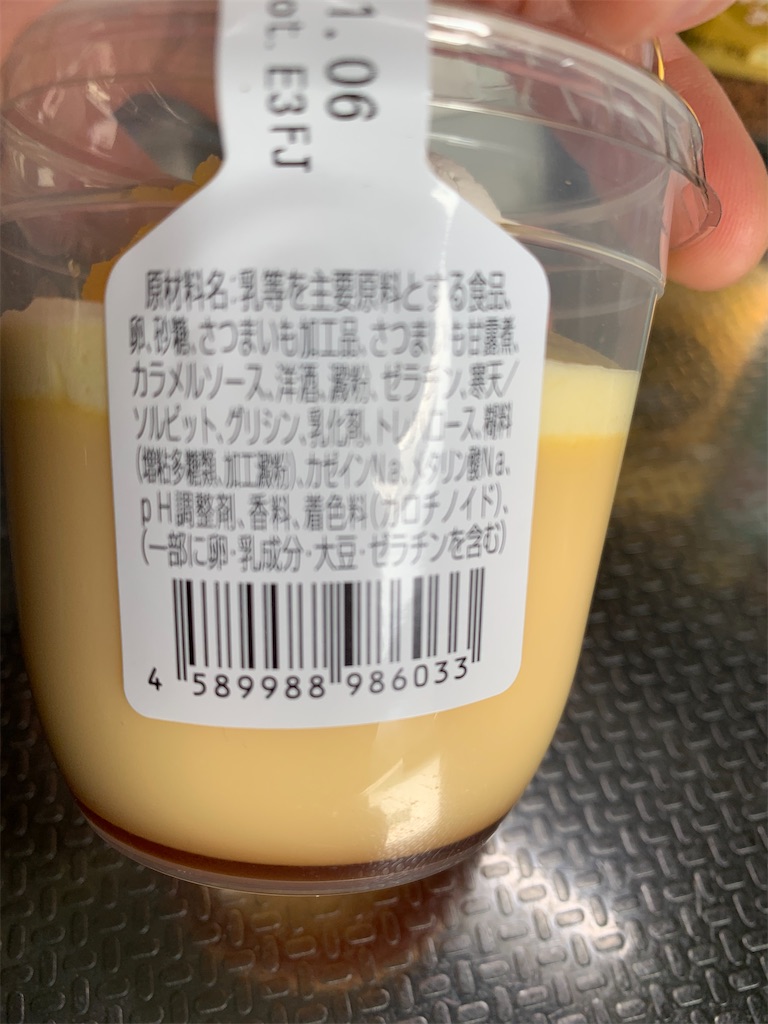 1.06
ot. E3FJ
原材料名:乳等を主要原料とする食品、
卵、砂糖、さつまいも加工品、さつまいも甘露煮、
カラメルソース、洋酒、澱粉、ゼラチン、寒天/
ソルビット、グリシン、乳化剤、トレハロース、糊料
(増粘多糖類、加工澱粉)、カゼインNa、メタリン酸Na、
pH調整剤、香料、着色料(カロチノイド)、
(一部に卵・乳成分・大豆・ゼラチンを含む)
4 589988 986033